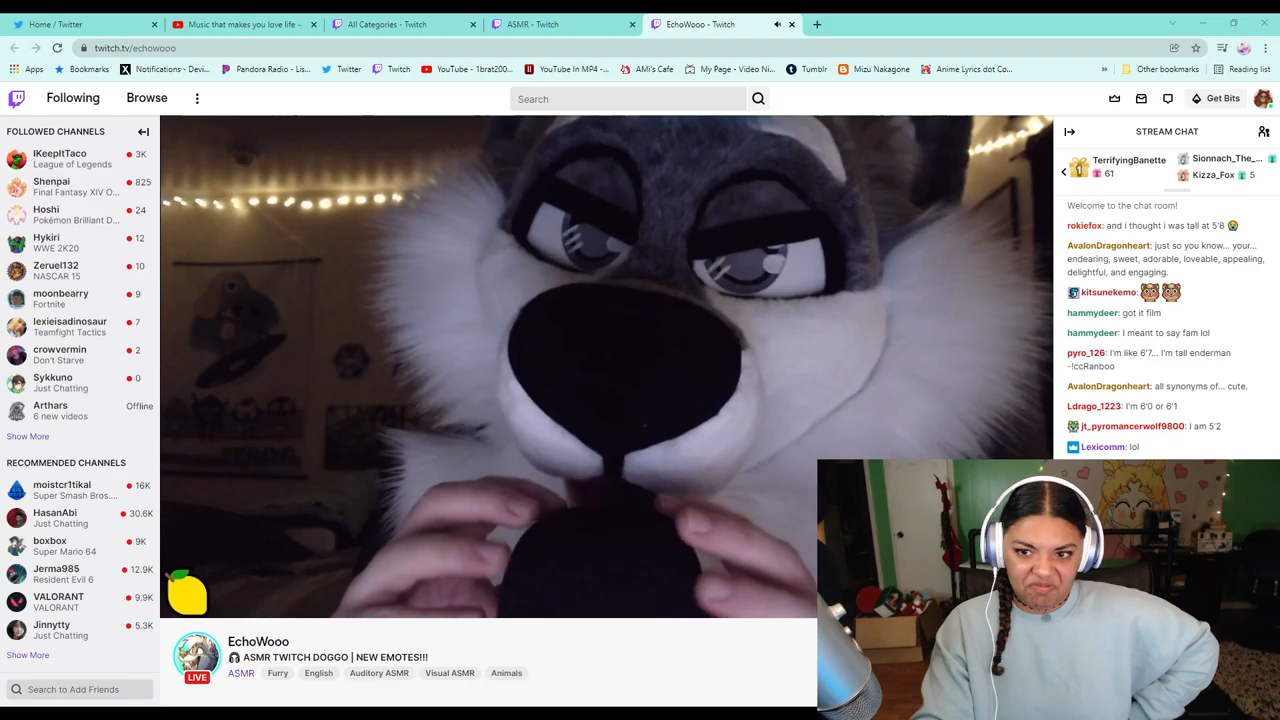 Home / Twitter
Music that makes you love life –
All Categories - Twitch
ASMR - Twitch
EchoWooo - Twitch
twitch.tv/echowooo
Apps
Bookmarks
Notifications - Devi...
Pandora Radio - Lis...
Twitter
Twitch
YouTube - 1brat200...
YouTube In MP4 -...
AMi's Cafe
My Page - Video Ni...
Tumblr
Mizu Nakagone
Anime Lyrics dot Co...
Other bookmarks
Reading list
Following
Browse
Search
Get Bits
FOLLOWED CHANNELS
IKeepItTaco
3K
League of Legends
Shenpai
825
Final Fantasy XIV O...
Hoshi
24
Pokémon Brilliant D...
Hykiri
12
WWE 2K20
Zeruel132
10
NASCAR 15
moonbearry
9
Fortnite
lexieisadinosaur
7
Teamfight Tactics
crowvermin
2
Don't Starve
Sykkuno
0
Just Chatting
Arthars
Offline
6 new videos
Show More
RECOMMENDED CHANNELS
moistcr1tikal
16K
Super Smash Bros....
HasanAbi
30.6K
Just Chatting
boxbox
9K
Super Mario 64
Jerma985
12.9K
Resident Evil 6
VALORANT
9.9K
VALORANT
Jinnytty
5.3K
Just Chatting
Show More
Search to Add Friends
LIVE
EchoWooo
ASMR TWITCH DOGGO | NEW EMOTES!!!
ASMR
Furry
English
Auditory ASMR
Visual ASMR
Animals
STREAM CHAT
TerrifyingBanette
61
Sionnach_The_...
Kizza_Fox 5
Welcome to the chat room!
rokiefox: and i thought i was tall at 5'8
AvalonDragonheart: just so you know... your...
endearing, sweet, adorable, loveable, appealing,
delightful, and engaging.
kitsunekemo:
hammydeer: got it film
hammydeer: I meant to say fam lol
pyro_126: I'm like 6'7... I'm tall enderman
-!ccRanboo
AvalonDragonheart: all synonyms of... cute.
Ldrago_1223: I'm 6'0 or 6'1
jt_pyromancerwolf9800: I am 5'2
Lexicomm: lol